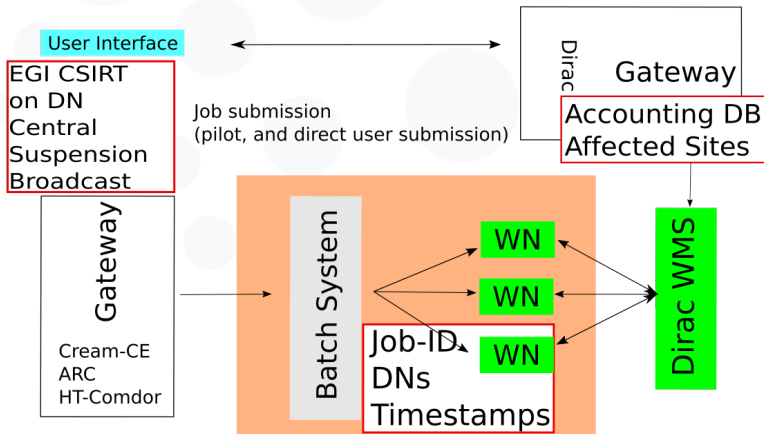 User Interface
EGI CSIRT
on DN
Central
Suspension
Broadcast
Job submission
(pilot, and direct user submission)
Dirac
Gateway
Accounting DB
Affected Sites
Gateway
Cream-CE
ARC
HT-Comdor
Batch System
WN
WN
WN
Job-ID
DNs
Timestamps
Dirac WMS